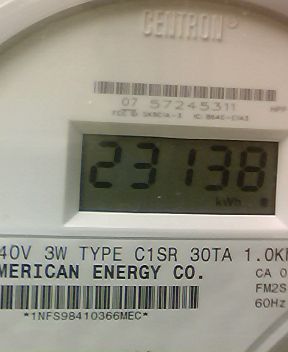 CENTRON®
07 57245311
23138
kWh
40V 3W TYPE C1SR 30TA 1.0K
MERICAN ENERGY CO.
CA 0
FM2S
60Hz
*1NFS98410366MEC*